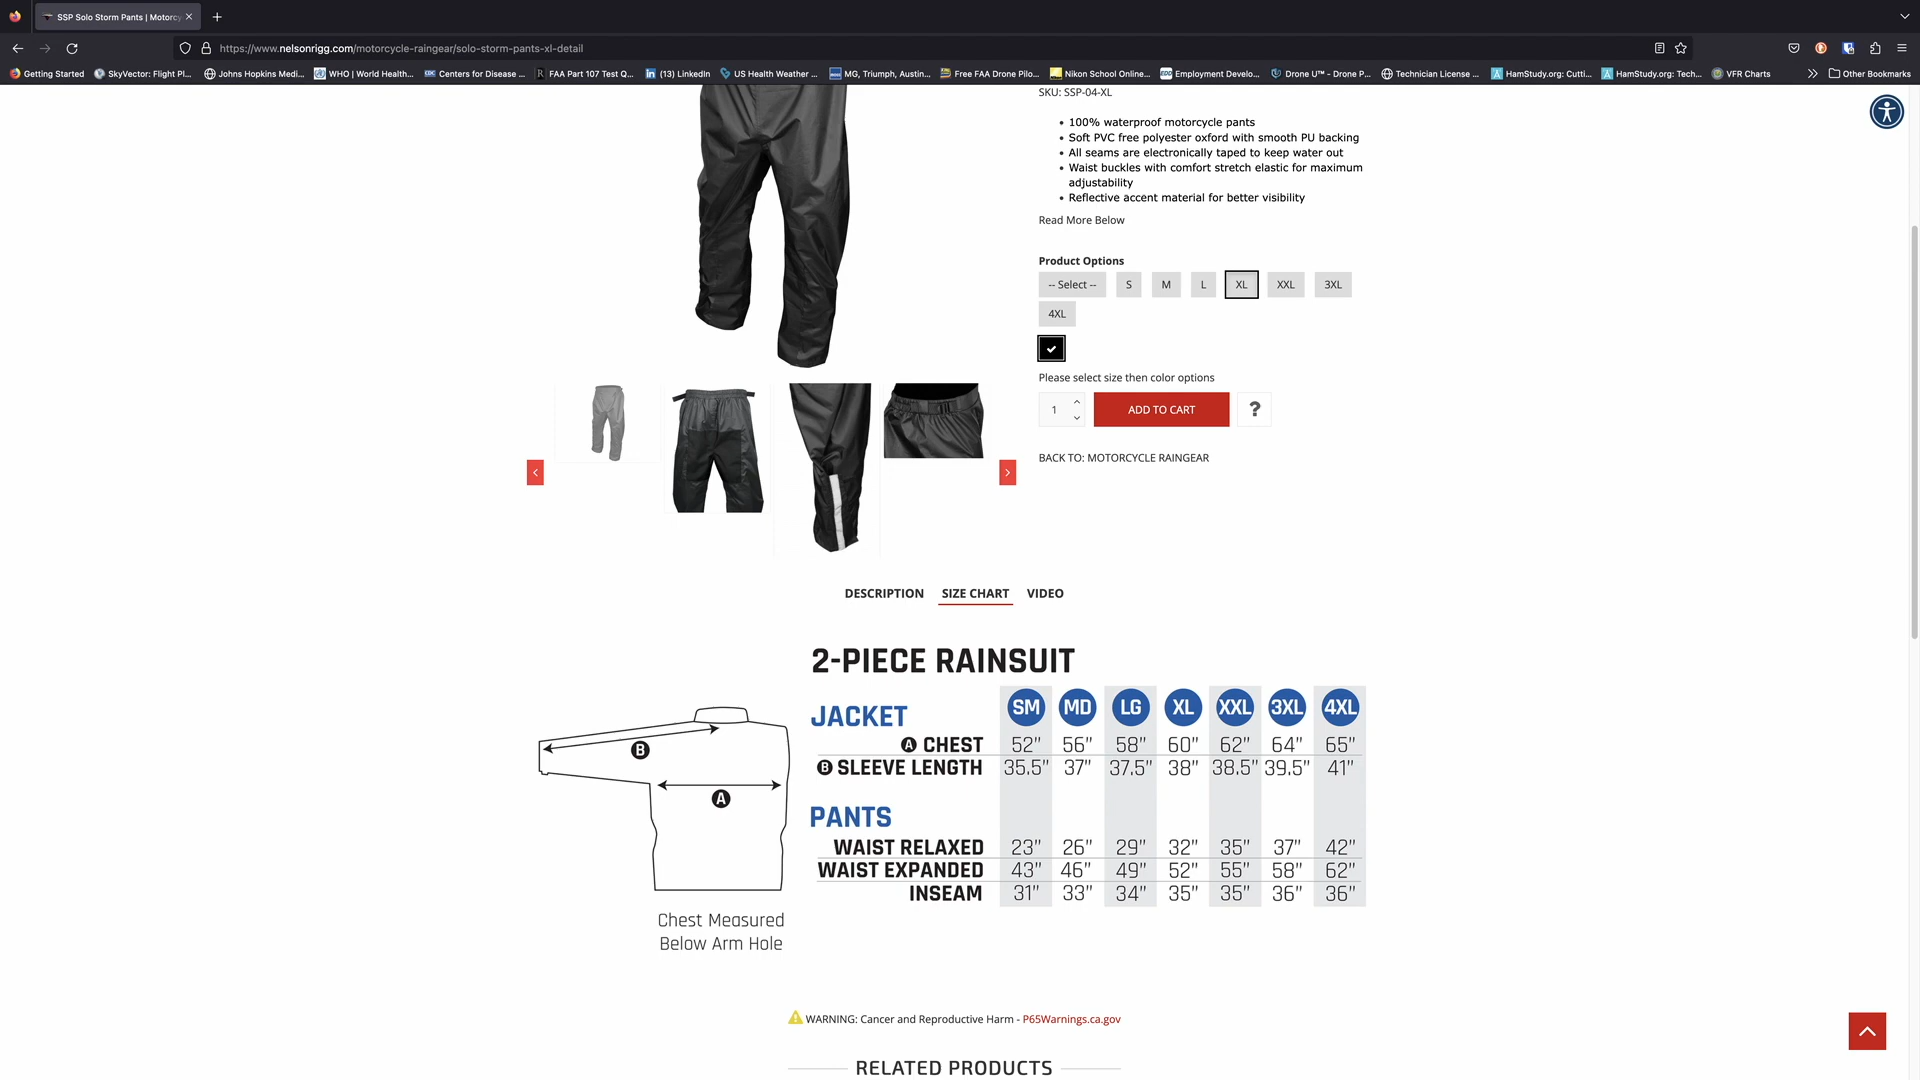 SSP Solo Storm Pants | Motorcy
https://www.nelsonrigg.com/motorcycle-raingear/solo-storm-pants-xl-detail
Getting Started
SkyVector: Flight Pl...
Johns Hopkins Medi...
WHO | World Health...
CDC Centers for Disease ...
R FAA Part 107 Test Q...
in (13) LinkedIn
US Health Weather ...
MG, Triumph, Austin...
Free FAA Drone Pilo...
Nikon School Online...
EDD Employment Develo...
Drone U™ - Drone P...
Technician License ...
A HamStudy.org: Cutti...
A HamStudy.org: Tech...
VFR Charts
Other Bookmarks
SKU: SSP-04-XL
100% waterproof motorcycle pants
Soft PVC free polyester oxford with smooth PU backing
All seams are electronically taped to keep water out
Waist buckles with comfort stretch elastic for maximum
adjustability
Reflective accent material for better visibility
Read More Below
Product Options
-- Select -- S M L XL XXL 3XL
4XL
Please select size then color options
1 ADD TO CART ?
BACK TO: MOTORCYCLE RAINGEAR
DESCRIPTION SIZE CHART VIDEO
2-PIECE RAINSUIT
JACKET SM MD LG XL XXL 3XL 4XL
A CHEST 52" 56" 58" 60" 62" 64" 65"
B SLEEVE LENGTH 35.5" 37" 37.5" 38" 38.5" 39.5" 41"
PANTS
WAIST RELAXED 23" 26" 29" 32" 35" 37" 42"
WAIST EXPANDED 43" 46" 49" 52" 55" 58" 62"
INSEAM 31" 33" 34" 35" 35" 36" 36"
B
A
Chest Measured
Below Arm Hole
WARNING: Cancer and Reproductive Harm - P65Warnings.ca.gov
RELATED PRODUCTS